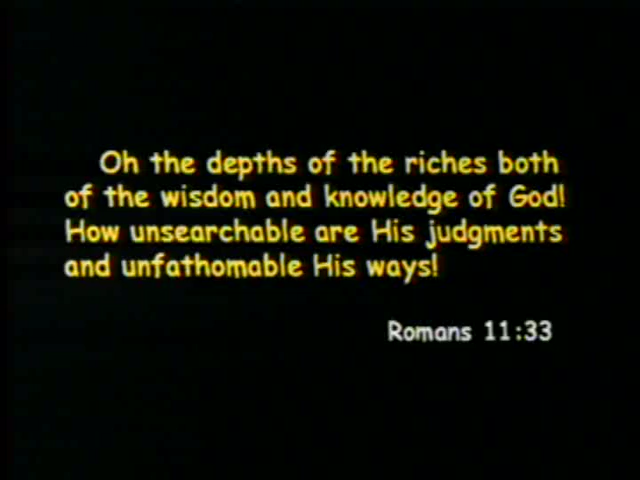 Oh the depths of the riches both
of the wisdom and knowledge of God!
How unsearchable are His judgments
and unfathomable His ways!
Romans 11:33